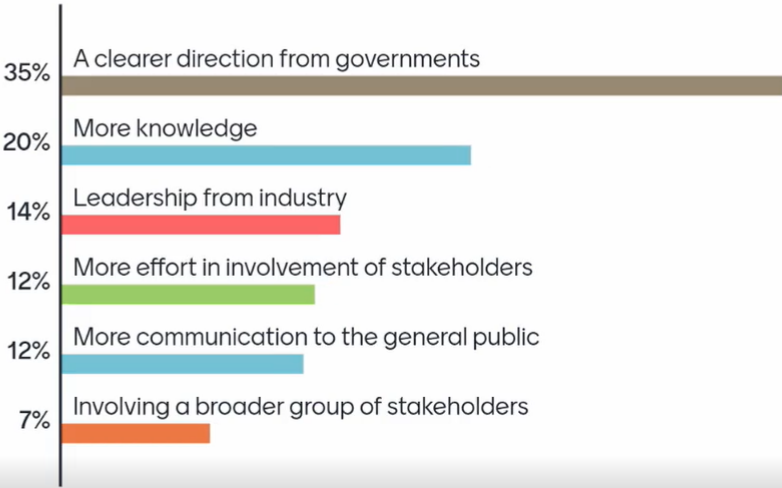 35% A clearer direction from governments
20% More knowledge
14% Leadership from industry
12% More effort in involvement of stakeholders
12% More communication to the general public
7% Involving a broader group of stakeholders